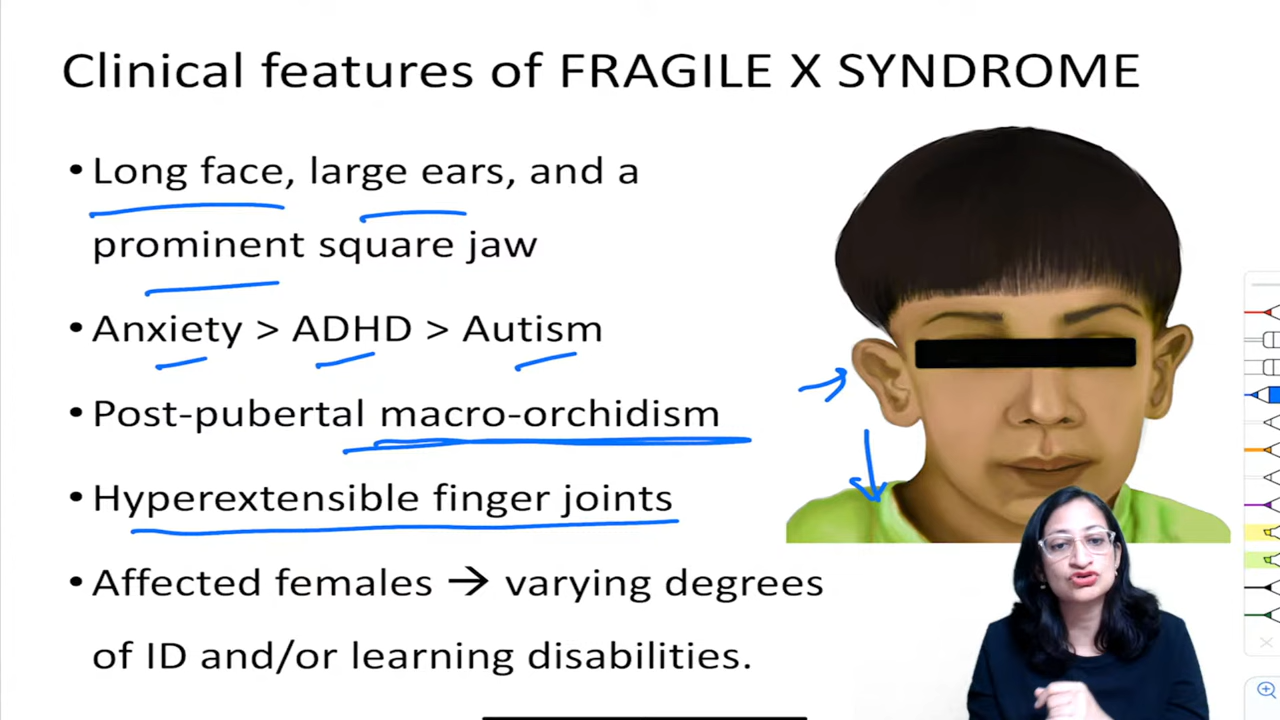 Clinical features of FRAGILE X SYNDROME
• Long face, large ears, and a
prominent square jaw
• Anxiety > ADHD > Autism
• Post-pubertal macro-orchidism
• Hyperextensible finger joints
• Affected females → varying degrees
of ID and/or learning disabilities.